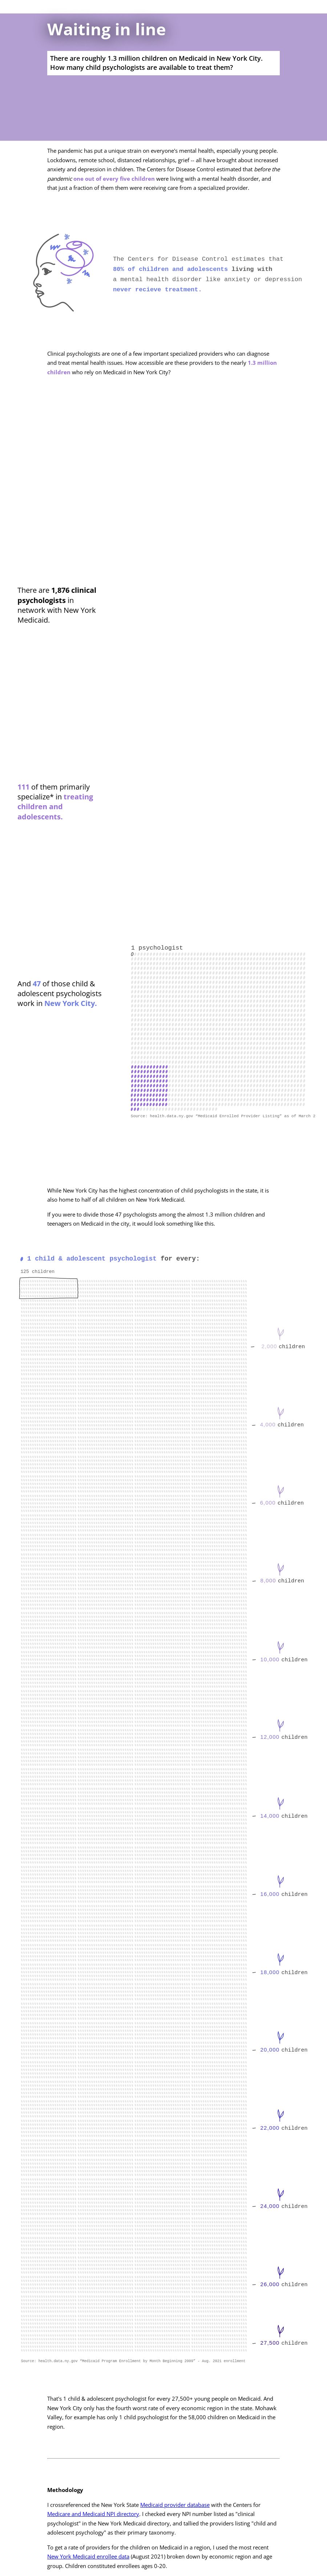 Waiting in line
There are roughly 1.3 million children on Medicaid in New York City.
How many child psychologists are available to treat them?
The pandemic has put a unique strain on everyone's mental health, especially young people.
Lockdowns, remote school, distanced relationships, grief -- all have brought about increased
anxiety and depression in children. The Centers for Disease Control estimated that before the
pandemic one out of every five children were living with a mental health disorder, and
that just a fraction of them them were receiving care from a specialized provider.
The Centers for Disease Control estimates that
80% of children and adolescents living with
a mental health disorder like anxiety or depression
never recieve treatment.
Clinical psychologists are one of a few important specialized providers who can diagnose
and treat mental health issues. How accessible are these providers to the nearly 1.3 million
children who rely on Medicaid in New York City?
There are 1,876 clinical
psychologists in
network with New York
Medicaid.
111 of them primarily
specialize* in treating
children and
adolescents.
1 psychologist
And 47 of those child &
adolescent psychologists
work in New York City.
Source: health.data.ny.gov "Medicaid Enrolled Provider Listing" as of March 2
While New York City has the highest concentration of child psychologists in the state, it is
also home to half of all children on New York Medicaid.
If you were to divide those 47 psychologists among the almost 1.3 million children and
teenagers on Medicaid in the city, it would look something like this.
1 child & adolescent psychologist for every:
125 children
— 2,000 children
— 4,000 children
— 6,000 children
— 8,000 children
— 10,000 children
— 12,000 children
— 14,000 children
— 16,000 children
— 18,000 children
— 20,000 children
— 22,000 children
— 24,000 children
— 26,000 children
— 27,500 children
Source: health.data.ny.gov "Medicaid Program Enrollment by Month Beginning 2009" - Aug. 2021 enrollment
That's 1 child & adolescent psychologist for every 27,500+ young people on Medicaid. And
New York City only has the fourth worst rate of every economic region in the state. Mohawk
Valley, for example has only 1 child psychologist for the 58,000 children on Medicaid in the
region.
Methodology
I crossreferenced the New York State Medicaid provider database with the Centers for
Medicare and Medicaid NPI directory. I checked every NPI number listed as "clinical
psychologist" in the New York Medicaid directory, and tallied the providers listing "child and
adolescent psychology" as their primary taxonomy.
To get a rate of providers for the children on Medicaid in a region, I used the most recent
New York Medicaid enrollee data (August 2021) broken down by economic region and age
group. Children constituted enrollees ages 0-20.